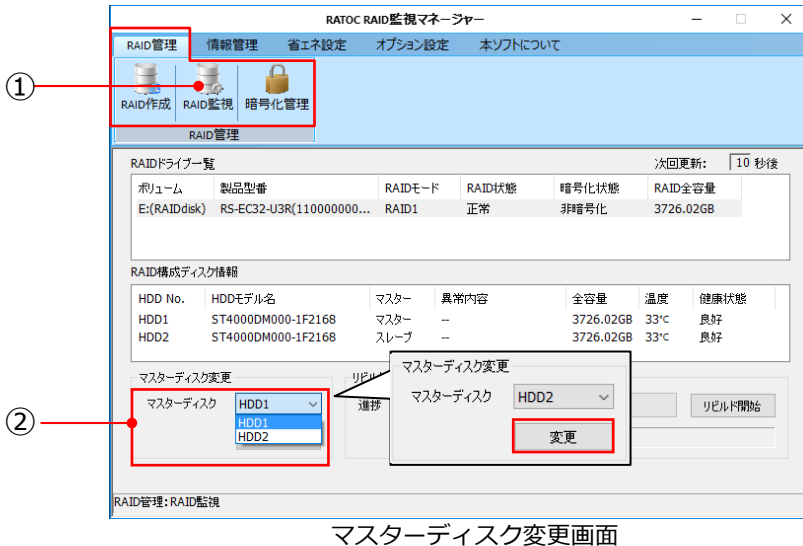 RATOC RAID監視マネージャー
RAID管理 情報管理 省エネ設定 オプション設定 本ソフトについて
①
RAID作成 RAID監視 暗号化管理
RAID管理
RAIDドライブ一覧 次回更新: 10 秒後
ボリューム 製品型番 RAIDモード RAID状態 暗号化状態 RAID全容量
E:(RAIDdisk) RS-EC32-U3R(110000000... RAID1 正常 非暗号化 3726.02GB
RAID構成ディスク情報
HDD No. HDDモデル名 マスター 異常内容 全容量 温度 健康状態
HDD1 ST4000DM000-1F2168 マスター -- 3726.02GB 33℃ 良好
HDD2 ST4000DM000-1F2168 スレーブ -- 3726.02GB 33℃ 良好
マスターディスク変更
マスターディスク HDD1
HDD1
HDD2
②
進捗
マスターディスク変更
マスターディスク HDD2
変更
リビルド開始
RAID管理:RAID監視
マスターディスク変更画面